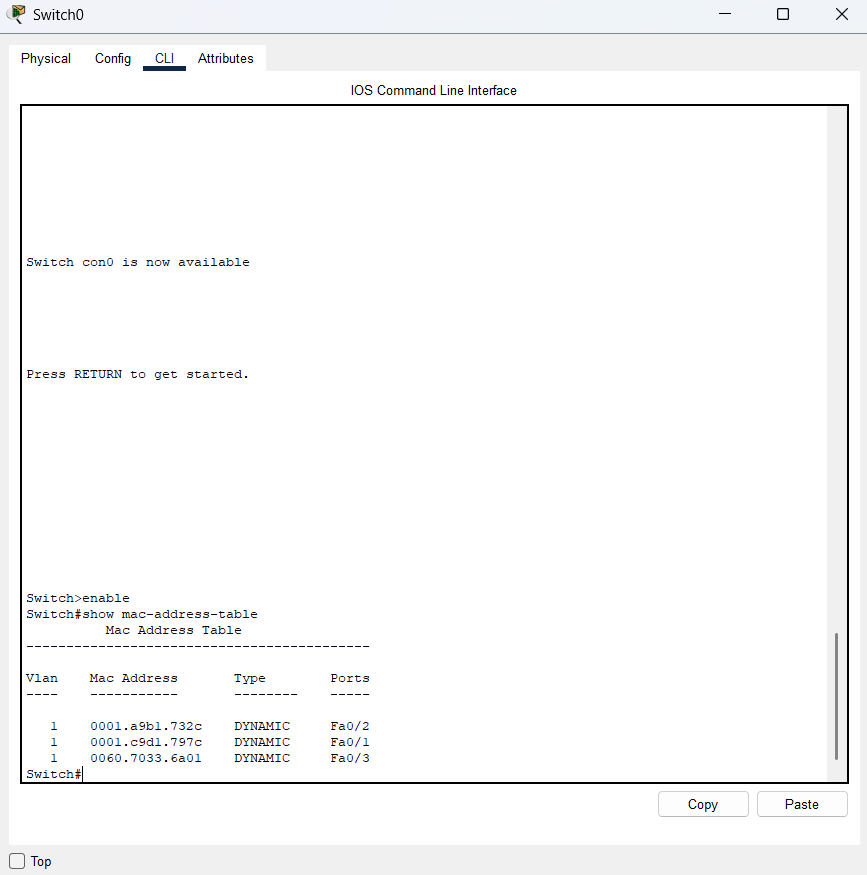 Switch0
Physical Config CLI Attributes
IOS Command Line Interface
Switch con0 is now available
Press RETURN to get started.
Switch>enable
Switch#show mac-address-table
Mac Address Table
-------------------------------------------
Vlan Mac Address Type Ports
---- ----------- -------- -----
1 0001.a9b1.732c DYNAMIC Fa0/2
1 0001.c9d1.797c DYNAMIC Fa0/1
1 0060.7033.6a01 DYNAMIC Fa0/3
Switch#
Copy Paste
Top